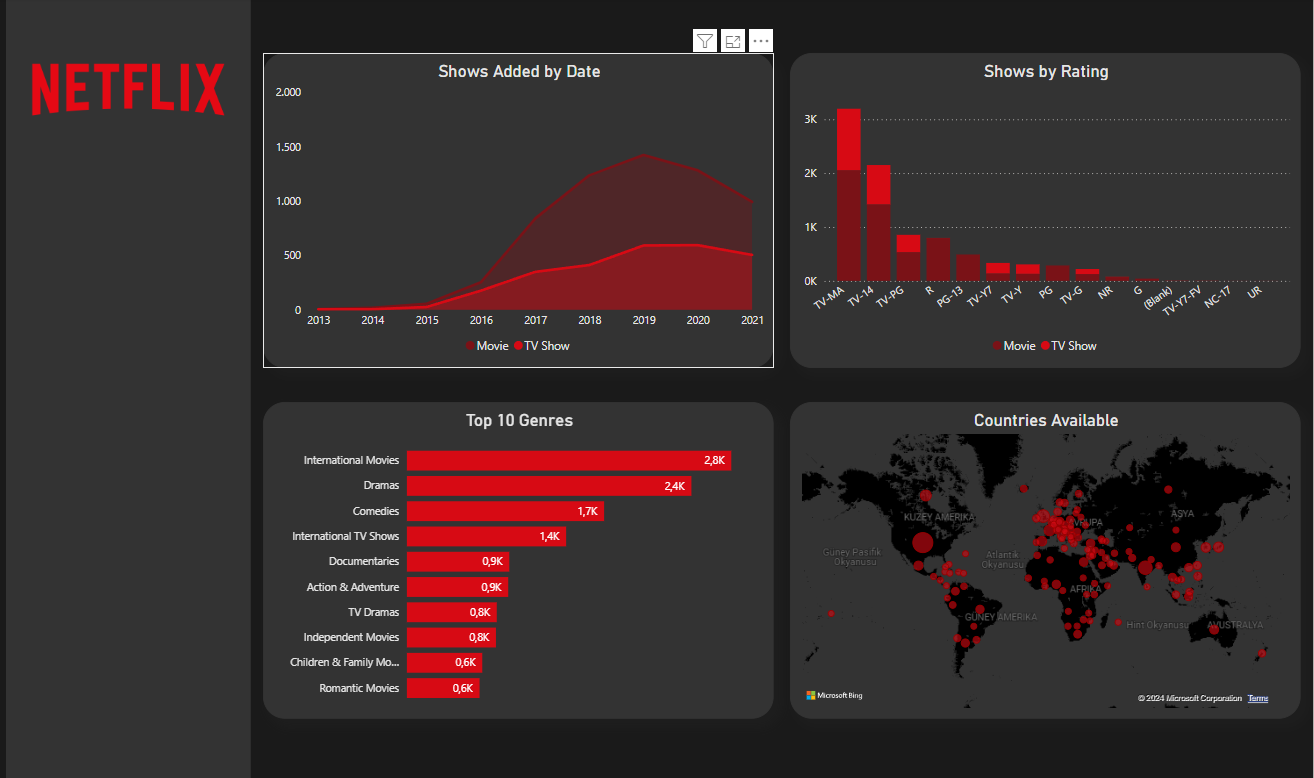 NETFLIX
Shows Added by Date
2.000
1.500
1.000
500
0
2013 2014 2015 2016 2017 2018 2019 2020 2021
Movie TV Show
Shows by Rating
3K
2K
1K
0K
TV-MA TV-14 TV-PG R PG-13 TV-Y7 TV-Y PG TV-G NR G (Blank) TV-Y7-FV NC-17 UR
Movie TV Show
Top 10 Genres
International Movies 2,8K
Dramas 2,4K
Comedies 1,7K
International TV Shows 1,4K
Documentaries 0,9K
Action & Adventure 0,9K
TV Dramas 0,8K
Independent Movies 0,8K
Children & Family Mo... 0,6K
Romantic Movies 0,6K
Countries Available
KUZEY AMERIKA
AVRUPA
ASYA
Güney Pasifik
Okyanusu
Atlantik
Okyanusu
AFRIKA
GÜNEY AMERIKA
Hint Okyanusu
AVUSTRALYA
Microsoft Bing
© 2024 Microsoft Corporation Terms